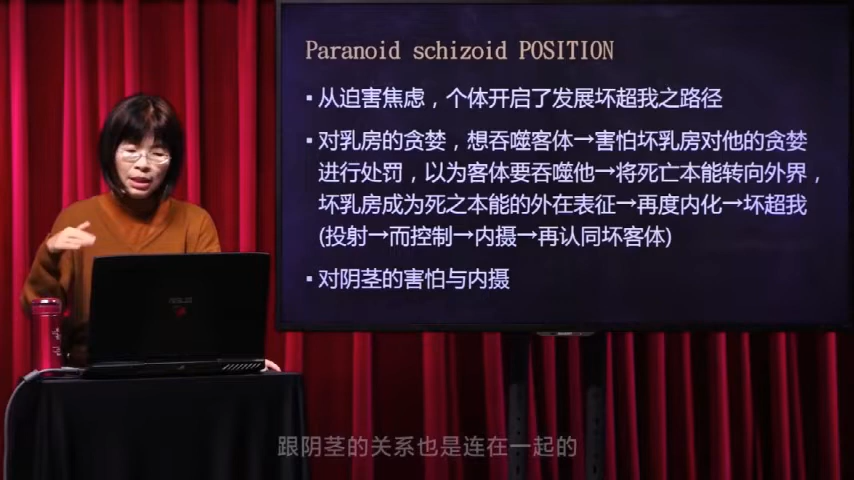 Paranoid schizoid POSITION
▪ 从迫害焦虑，个体开启了发展坏超我之路径
▪ 对乳房的贪婪，想吞噬客体→害怕坏乳房对他的贪婪
进行处罚，以为客体要吞噬他→将死亡本能转向外界，
坏乳房成为死之本能的外在表征→再度内化→坏超我
(投射→而控制→内摄→再认同坏客体)
▪ 对阴茎的害怕与内摄
跟阴茎的关系也是连在一起的